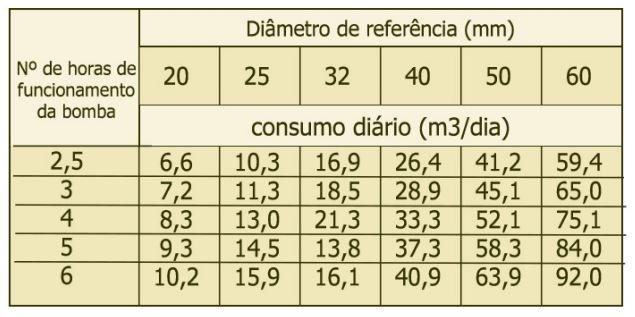 Diâmetro de referência (mm)
Nº de horas de
funcionamento
da bomba
20 25 32 40 50 60
consumo diário (m3/dia)
2,5 6,6 10,3 16,9 26,4 41,2 59,4
3 7,2 11,3 18,5 28,9 45,1 65,0
4 8,3 13,0 21,3 33,3 52,1 75,1
5 9,3 14,5 13,8 37,3 58,3 84,0
6 10,2 15,9 16,1 40,9 63,9 92,0